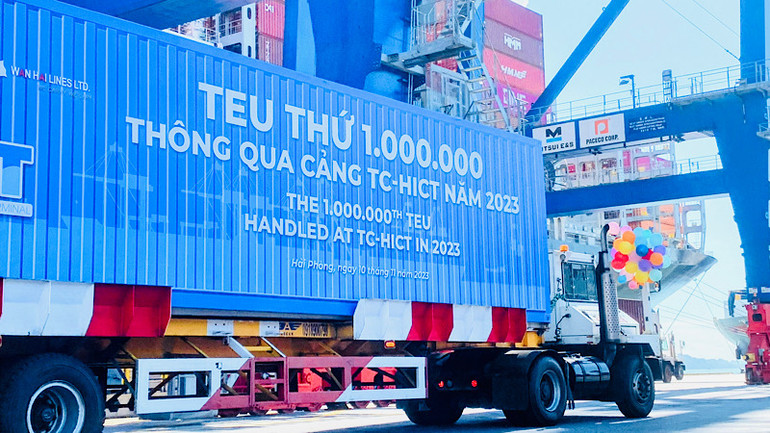 WAN HAI LINES LTD.
T
TERMINAL
TEU THỨ 1.000.000
THÔNG QUA CẢNG TC-HICT NĂM 2023
THE 1.000.000TH TEU
HANDLED AT TC-HICT IN 2023
Hải Phòng, ngày 10 tháng 11 năm 2023
MITSUI E&S
PACECO CORP.